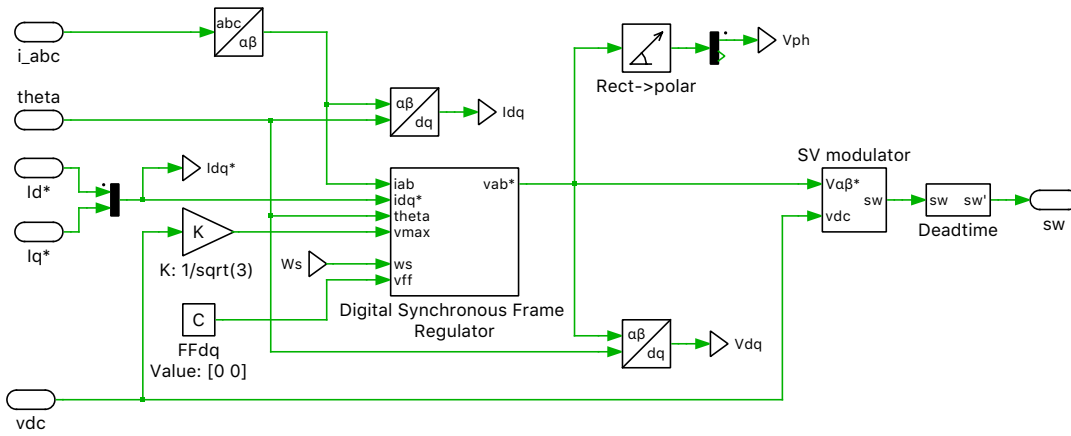 i_abc
abc
αβ
theta
αβ
dq
Idq
Rect->polar
Vph
Id*
Idq*
Iq*
K
K: 1/sqrt(3)
iab
idq*
theta
vmax
ws
vff
vab*
Ws
Digital Synchronous Frame
Regulator
C
FFdq
Value: [0 0]
αβ
dq
Vdq
SV modulator
Vαβ*
sw
vdc
sw sw'
Deadtime
sw
vdc